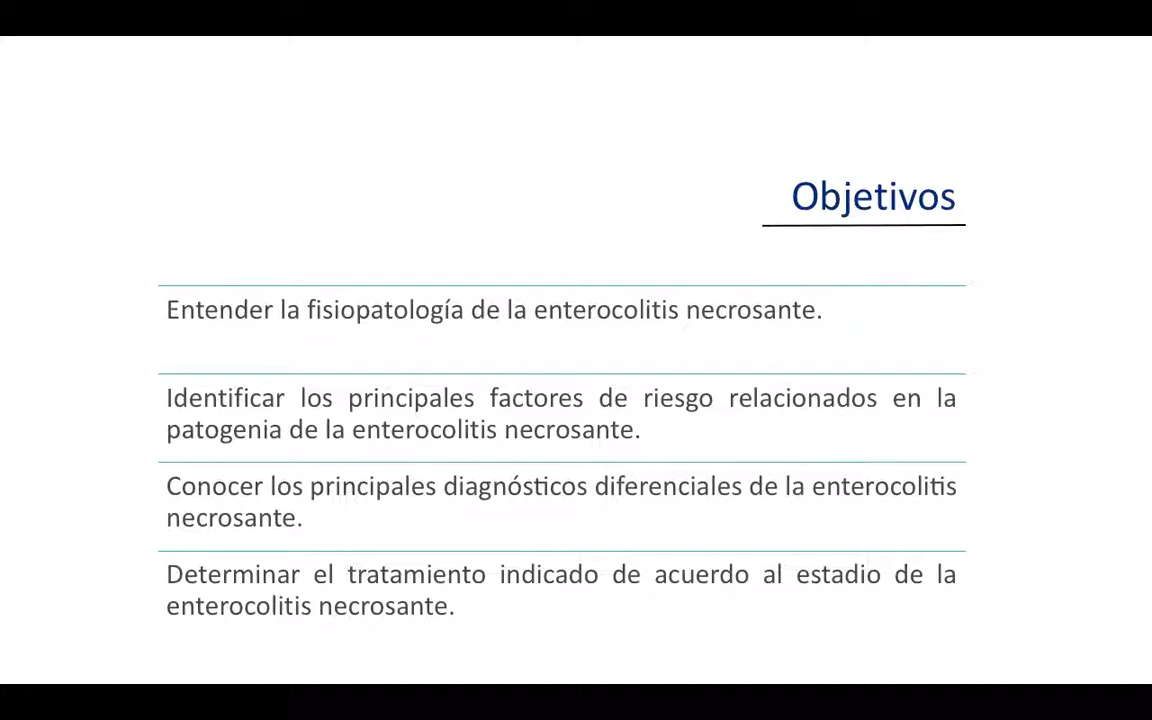 Objetivos
Entender la fisiopatología de la enterocolitis necrosante.
Identificar los principales factores de riesgo relacionados en la
patogenia de la enterocolitis necrosante.
Conocer los principales diagnósticos diferenciales de la enterocolitis
necrosante.
Determinar el tratamiento indicado de acuerdo al estadio de la
enterocolitis necrosante.